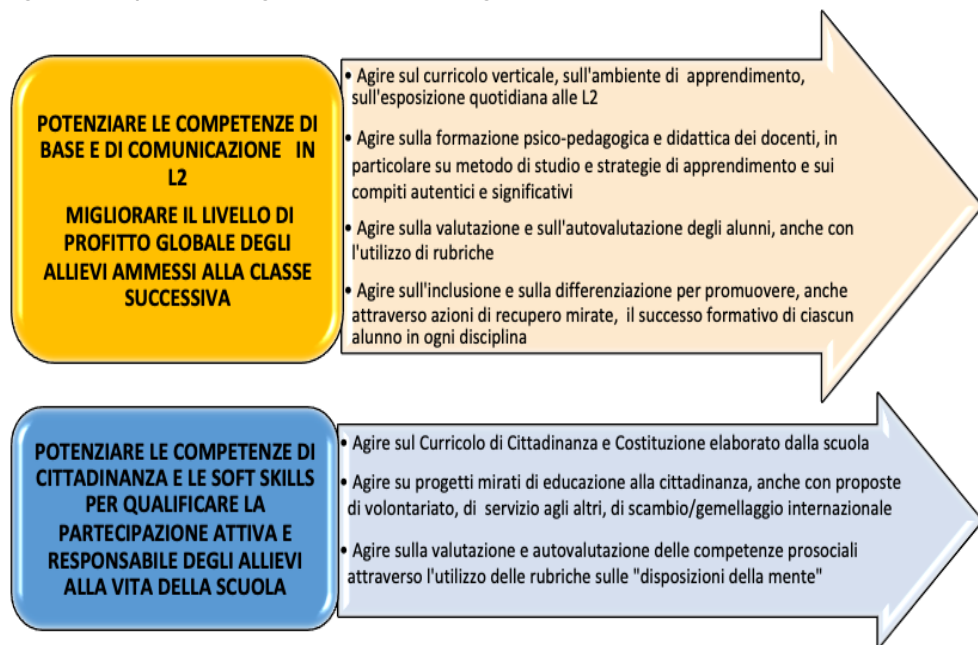 POTENZIARE LE COMPETENZE DI
BASE E DI COMUNICAZIONE IN
L2
MIGLIORARE IL LIVELLO DI
PROFITTO GLOBALE DEGLI
ALLIEVI AMMESSI ALLA CLASSE
SUCCESSIVA
• Agire sul curricolo verticale, sull'ambiente di apprendimento,
sull'esposizione quotidiana alle L2
• Agire sulla formazione psico-pedagogica e didattica dei docenti, in
particolare su metodo di studio e strategie di apprendimento e sui
compiti autentici e significativi
• Agire sulla valutazione e sull'autovalutazione degli alunni, anche con
l'utilizzo di rubriche
• Agire sull'inclusione e sulla differenziazione per promuovere, anche
attraverso azioni di recupero mirate, il successo formativo di ciascun
alunno in ogni disciplina
POTENZIARE LE COMPETENZE DI
CITTADINANZA E LE SOFT SKILLS
PER QUALIFICARE LA
PARTECIPAZIONE ATTIVA E
RESPONSABILE DEGLI ALLIEVI
ALLA VITA DELLA SCUOLA
• Agire sul Curricolo di Cittadinanza e Costituzione elaborato dalla scuola
• Agire su progetti mirati di educazione alla cittadinanza, anche con proposte
di volontariato, di servizio agli altri, di scambio/gemellaggio internazionale
• Agire sulla valutazione e autovalutazione delle competenze prosociali
attraverso l'utilizzo delle rubriche sulle "disposizioni della mente"